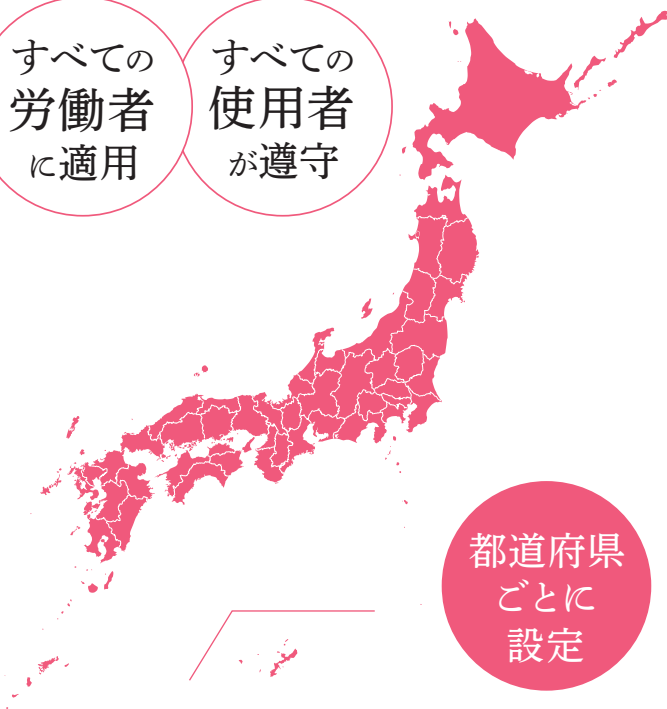 すべての
労働者
に適用
すべての
使用者
が遵守
都道府県
ごとに
設定